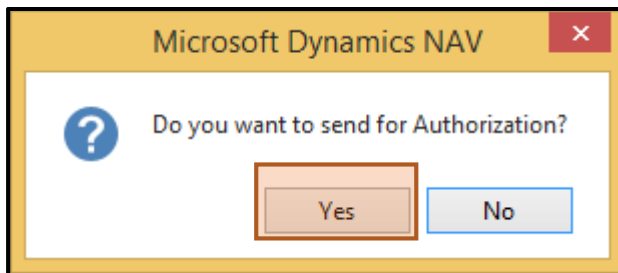 Microsoft Dynamics NAV
Do you want to send for Authorization?
Yes No